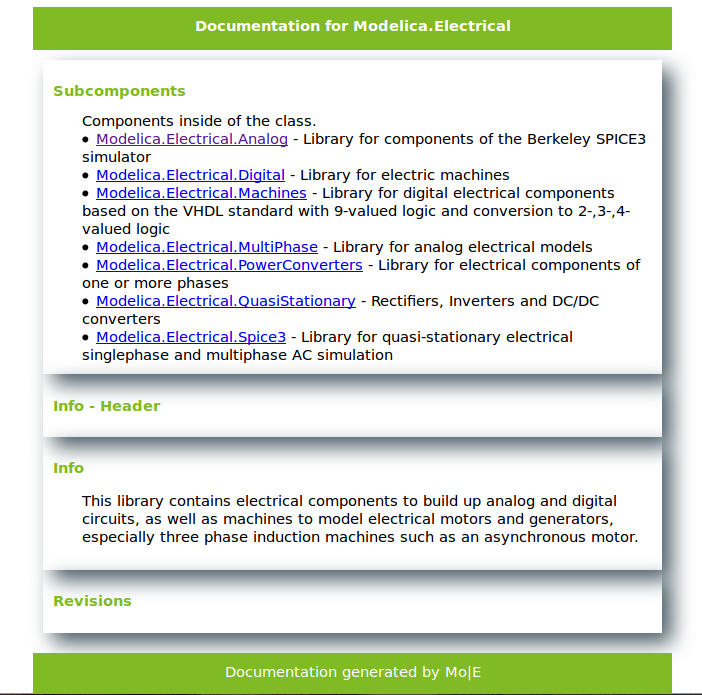 Documentation for Modelica.Electrical
Subcomponents
Components inside of the class.
● Modelica.Electrical.Analog - Library for components of the Berkeley SPICE3
simulator
● Modelica.Electrical.Digital - Library for electric machines
● Modelica.Electrical.Machines - Library for digital electrical components
based on the VHDL standard with 9-valued logic and conversion to 2-,3-,4-
valued logic
● Modelica.Electrical.MultiPhase - Library for analog electrical models
● Modelica.Electrical.PowerConverters - Library for electrical components of
one or more phases
● Modelica.Electrical.QuasiStationary - Rectifiers, Inverters and DC/DC
converters
● Modelica.Electrical.Spice3 - Library for quasi-stationary electrical
singlephase and multiphase AC simulation
Info - Header
Info
This library contains electrical components to build up analog and digital
circuits, as well as machines to model electrical motors and generators,
especially three phase induction machines such as an asynchronous motor.
Revisions
Documentation generated by Mo|E